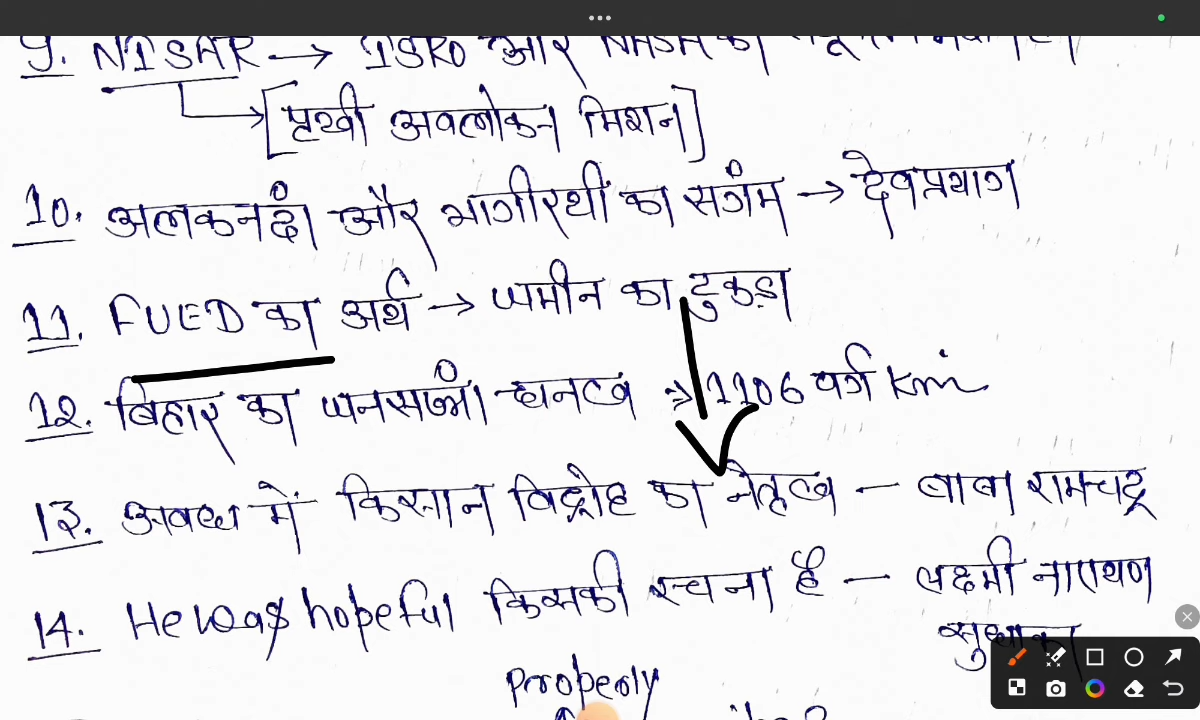 9. NISAR → ISRO और NASA का
[पृथ्वी अवलोकन मिशन]
10. अलकनंदा और भागीरथी का संगम → देवप्रयाग
11. FUED का अर्थ → जमीन का टुकड़ा
12. बिहार का जनसंख्या घनत्व ⇒ 1106 वर्ग km
13. अवध में किसान विद्रोह का नेतृत्व - बाबा रामचंद्र
14. He was hopeful किसकी रचना है - लक्ष्मी नारायण
सुधाकर
Properly